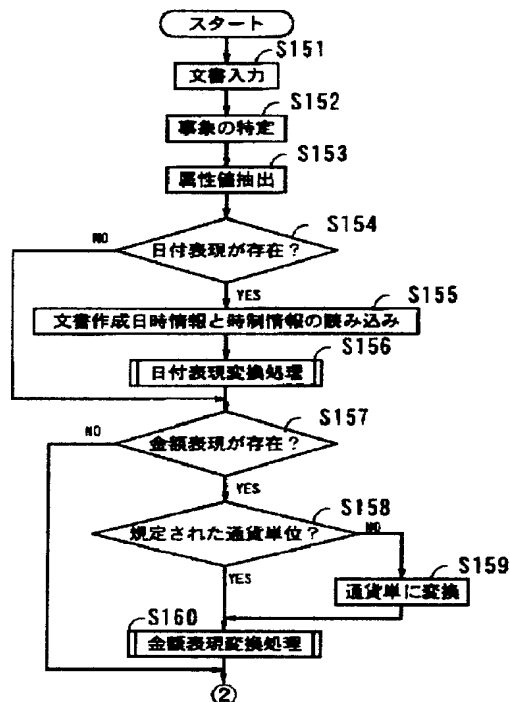 スタート
S151
文書入力
S152
事象の特定
S153
属性値抽出
S154
日付表現が存在？
NO
YES
S155
文書作成日時情報と時制情報の読み込み
S156
日付表現変換処理
S157
金額表現が存在？
NO
YES
S158
規定された通貨単位？
NO
YES
S159
通貨単に変換
S160
金額表現変換処理
②